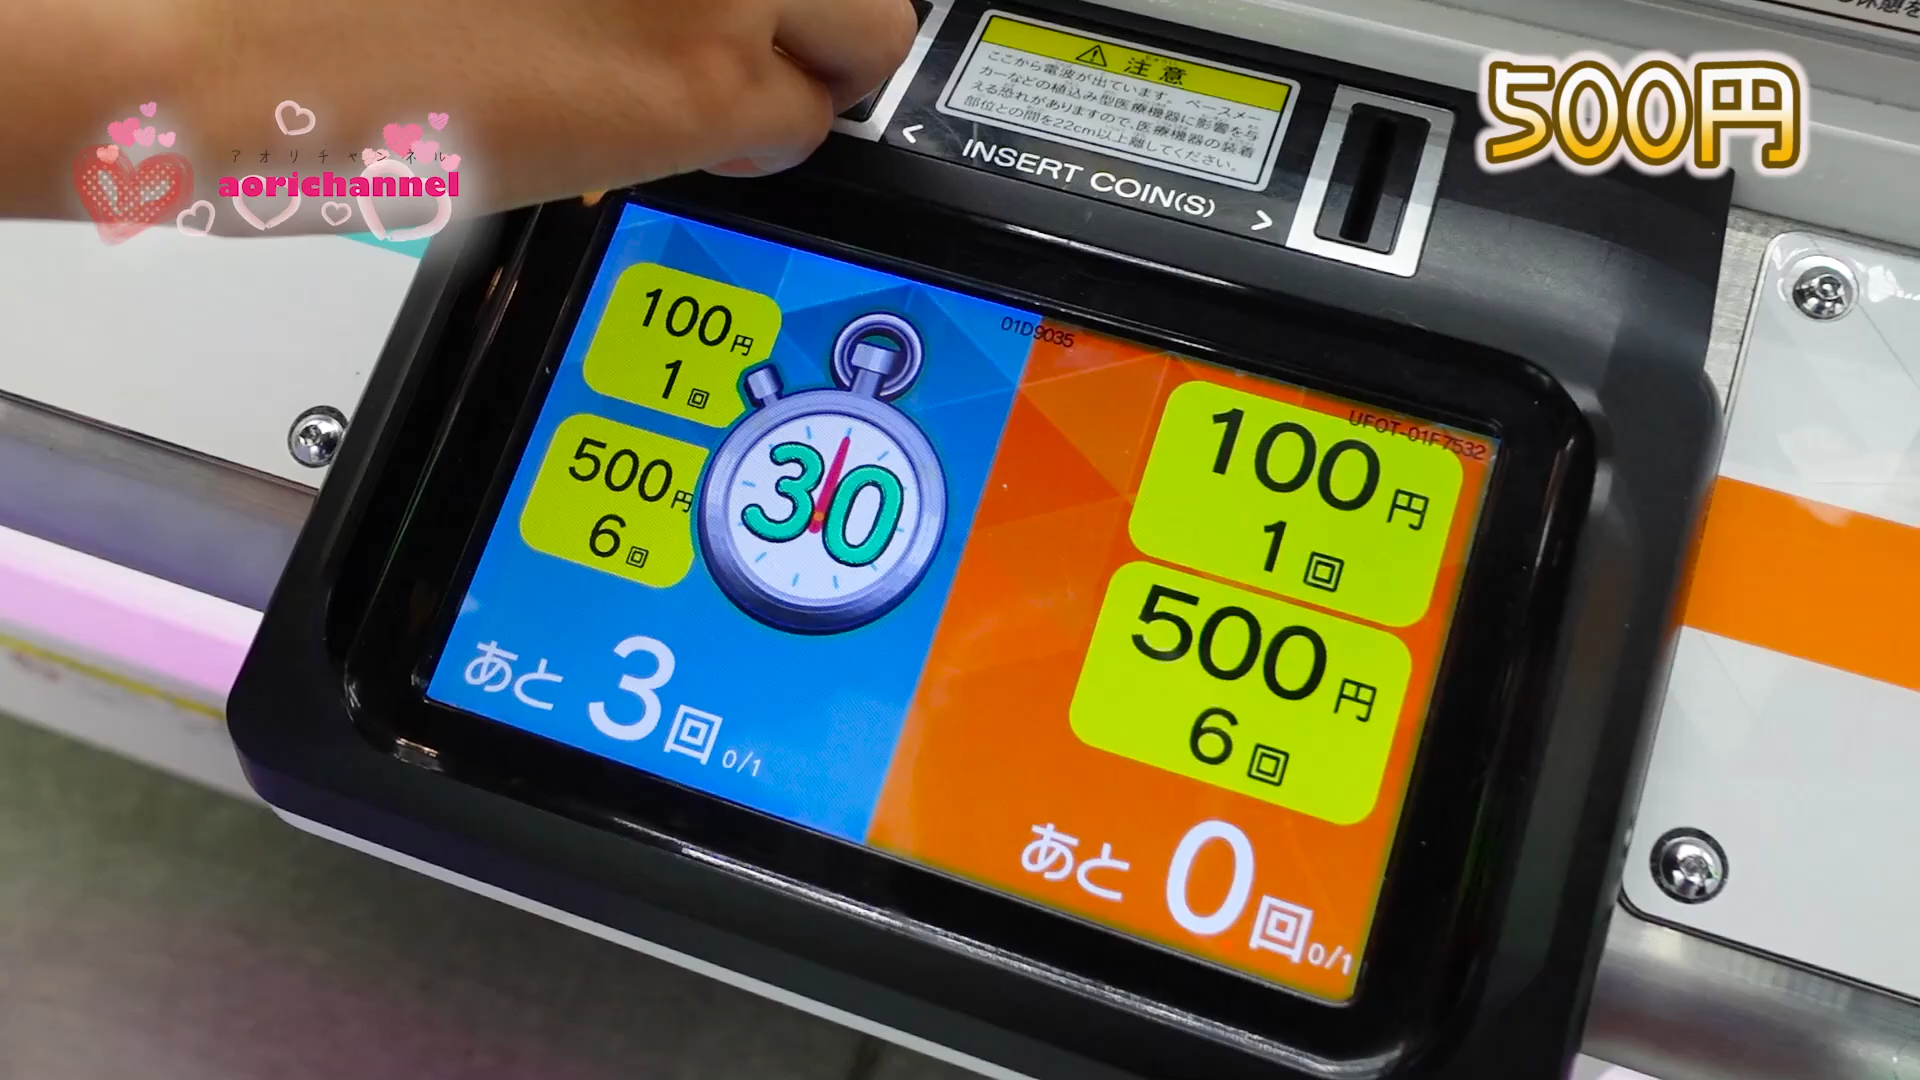 の休憩を
500円
⚠注意
ここから電波が出ています。ペースメー
カーなどの植込み型医療機器に影響を与
える恐れがありますので、医療機器の装着
部位との間を22cm以上離してください。
< INSERT COIN(S) >
アオリチャンネル
aorichannel
01D9035
UFOT-01F7532
100円
1回
500円
6回
30
あと3回 0/1
100円
1回
500円
6回
あと0回 0/1